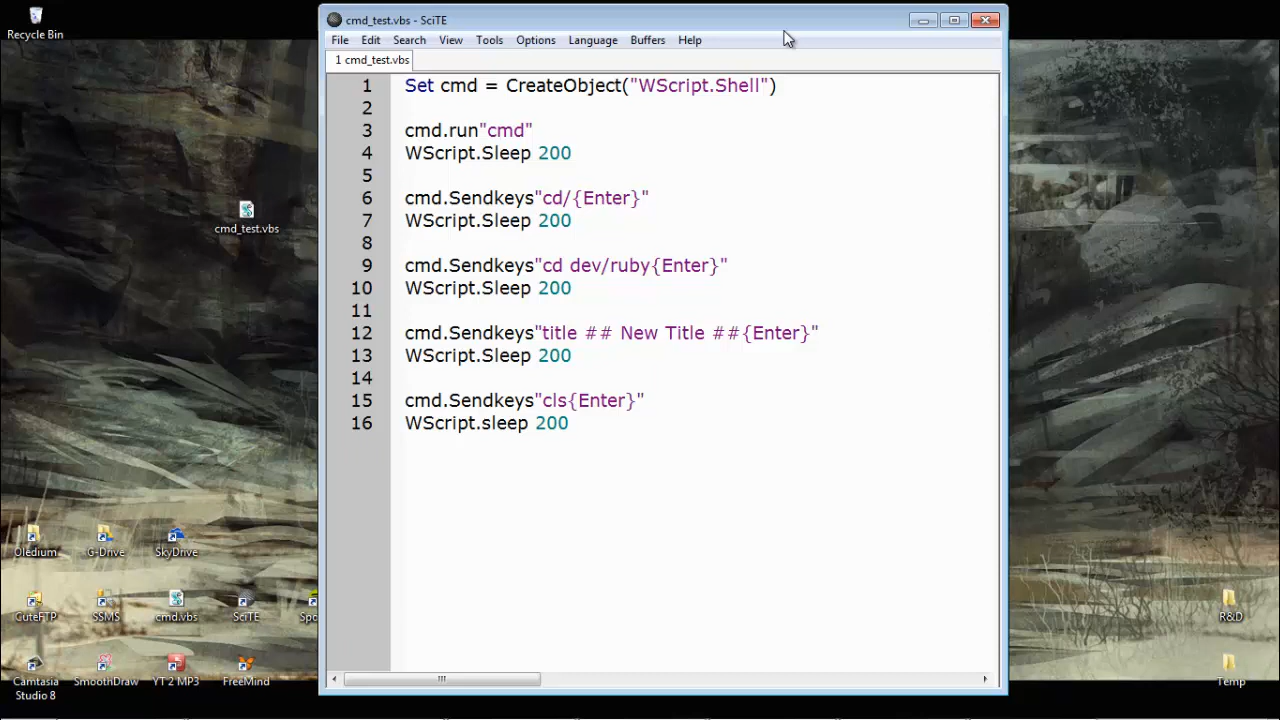 Recycle Bin
cmd_test.vbs - SciTE
File Edit Search View Tools Options Language Buffers Help
1 cmd_test.vbs
1 Set cmd = CreateObject("WScript.Shell")
2
3 cmd.run"cmd"
4 WScript.Sleep 200
5
6 cmd.Sendkeys"cd/{Enter}"
7 WScript.Sleep 200
8
9 cmd.Sendkeys"cd dev/ruby{Enter}"
10 WScript.Sleep 200
11
12 cmd.Sendkeys"title ## New Title ##{Enter}"
13 WScript.Sleep 200
14
15 cmd.Sendkeys"cls{Enter}"
16 WScript.sleep 200
cmd_test.vbs
Oledium G-Drive SkyDrive
CuteFTP SSMS cmd.vbs SciTE Spo
R&D
Camtasia Studio 8 SmoothDraw YT 2 MP3 FreeMind
Temp